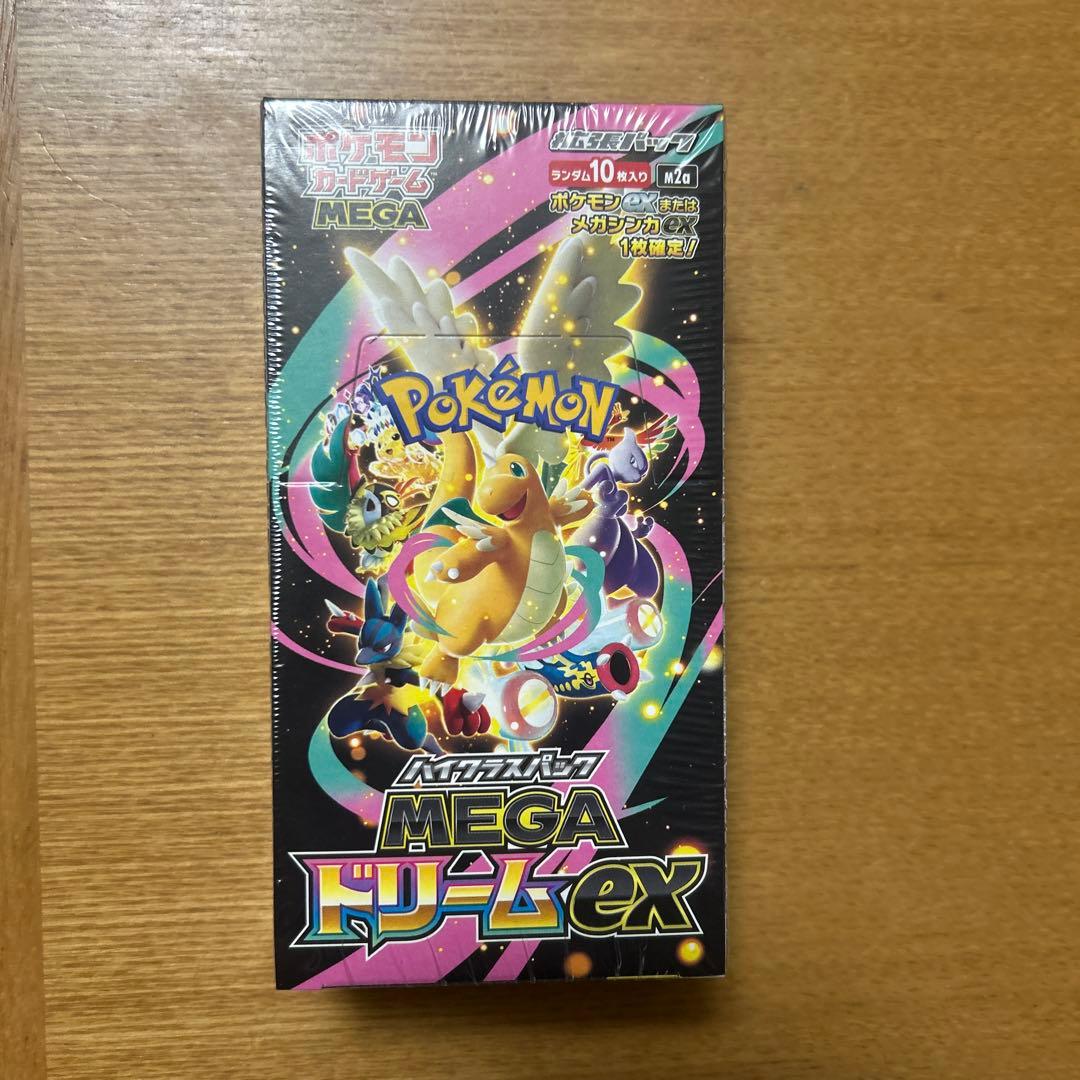 ポケモン
カードゲーム™
MEGA
拡張パック
ランダム10枚入り M2a
ポケモンexまたは
メガシンカex
1枚確定!
POKÉMON™
ハイクラスパック
MEGA
ドリームex